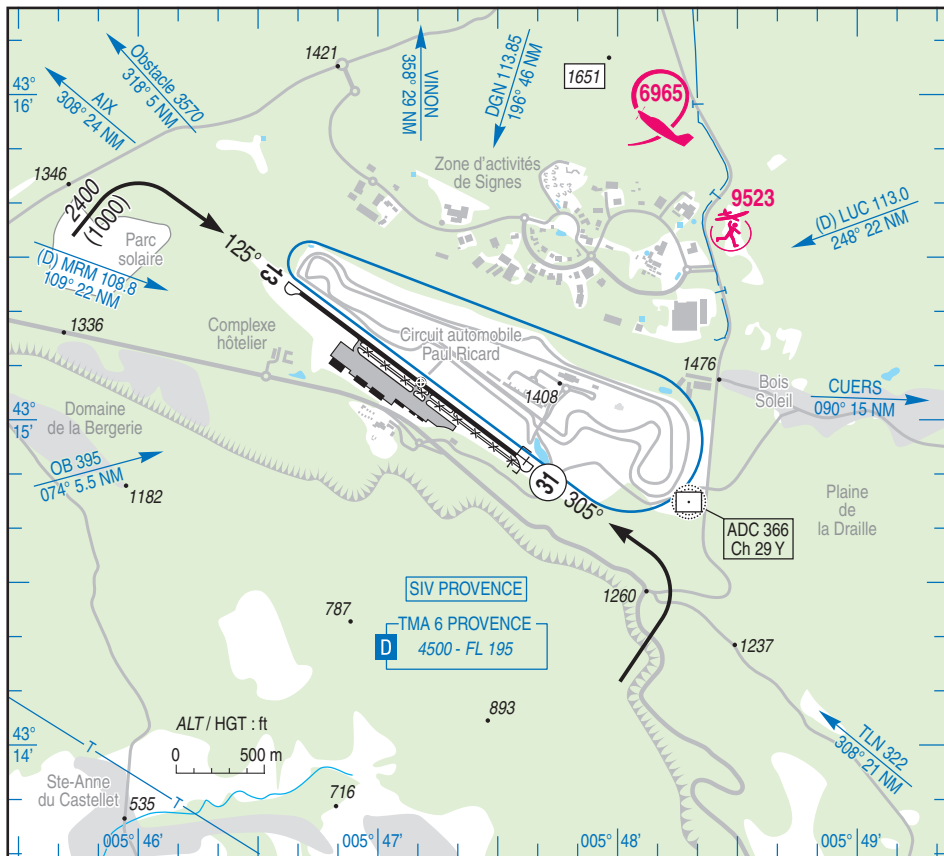 43°
16'
Obstacle 3570
318° 5 NM
AIX
308° 24 NM
1421
VINON
358° 29 NM
DGN 113.85
196° 46 NM
1651
6965
Zone d'activités
de Signes
9523
(D) LUC 113.0
248° 22 NM
1346
2400
(1000)
Parc
solaire
(D) MRM 108.8
109° 22 NM
125°
13
1336
Complexe
hôtelier
Circuit automobile
Paul Ricard
1408
1476
Bois
Soleil
CUERS
090° 15 NM
43°
15'
Domaine
de la Bergerie
OB 395
074° 5.5 NM
1182
31
305°
Plaine
de
la Draille
ADC 366
Ch 29 Y
SIV PROVENCE
TMA 6 PROVENCE
D
4500 - FL 195
787
1260
1237
893
43°
14'
ALT / HGT : ft
0 500 m
TLN 322
308° 21 NM
T
T
T
T
Ste-Anne
du Castellet
535
716
005° 46'
005° 47'
005° 48'
005° 49'